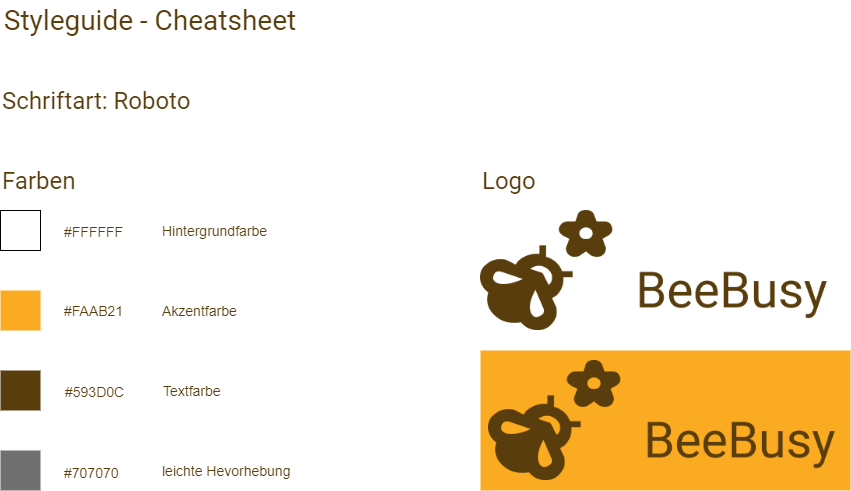 Styleguide - Cheatsheet
Schriftart: Roboto
Farben
#FFFFFF Hintergrundfarbe
#FAAB21 Akzentfarbe
#593D0C Textfarbe
#707070 leichte Hevorhebung
Logo
BeeBusy
BeeBusy